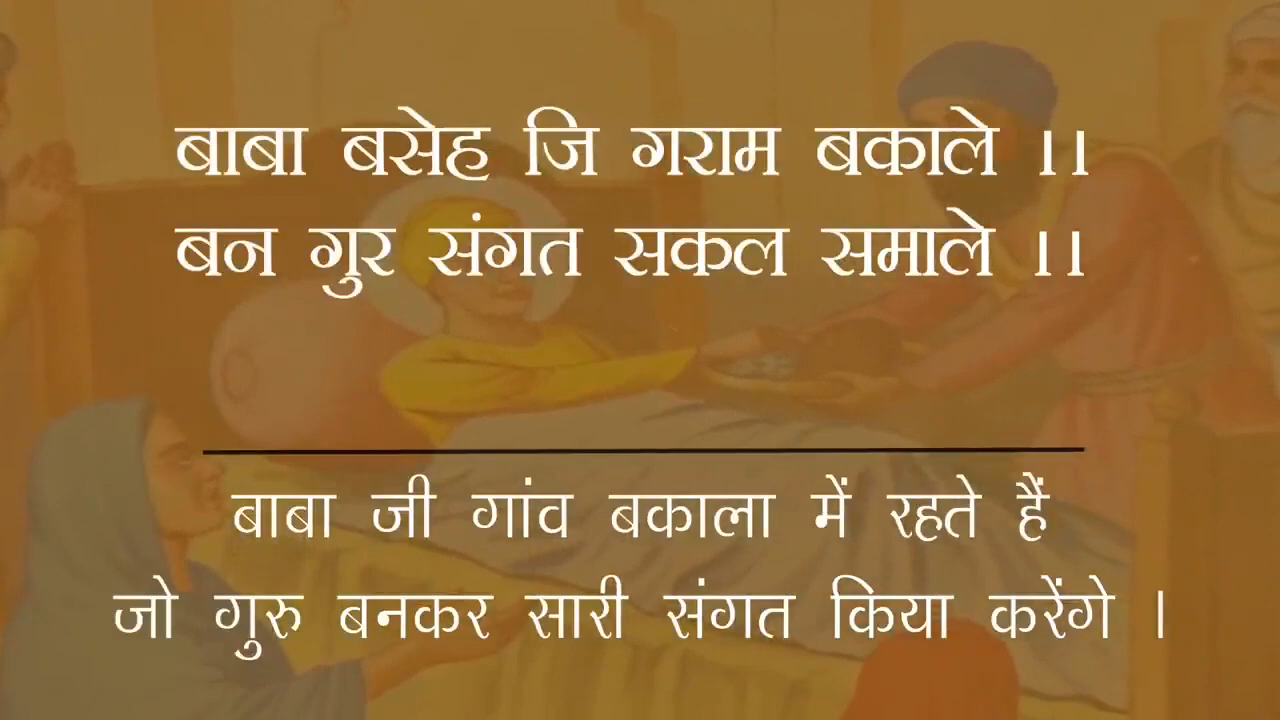 बाबा बसेह जि गराम बकाले ।।
बन गुर संगत सकल समाले ।।
बाबा जी गांव बकाला में रहते हैं
जो गुरु बनकर सारी संगत किया करेंगे ।